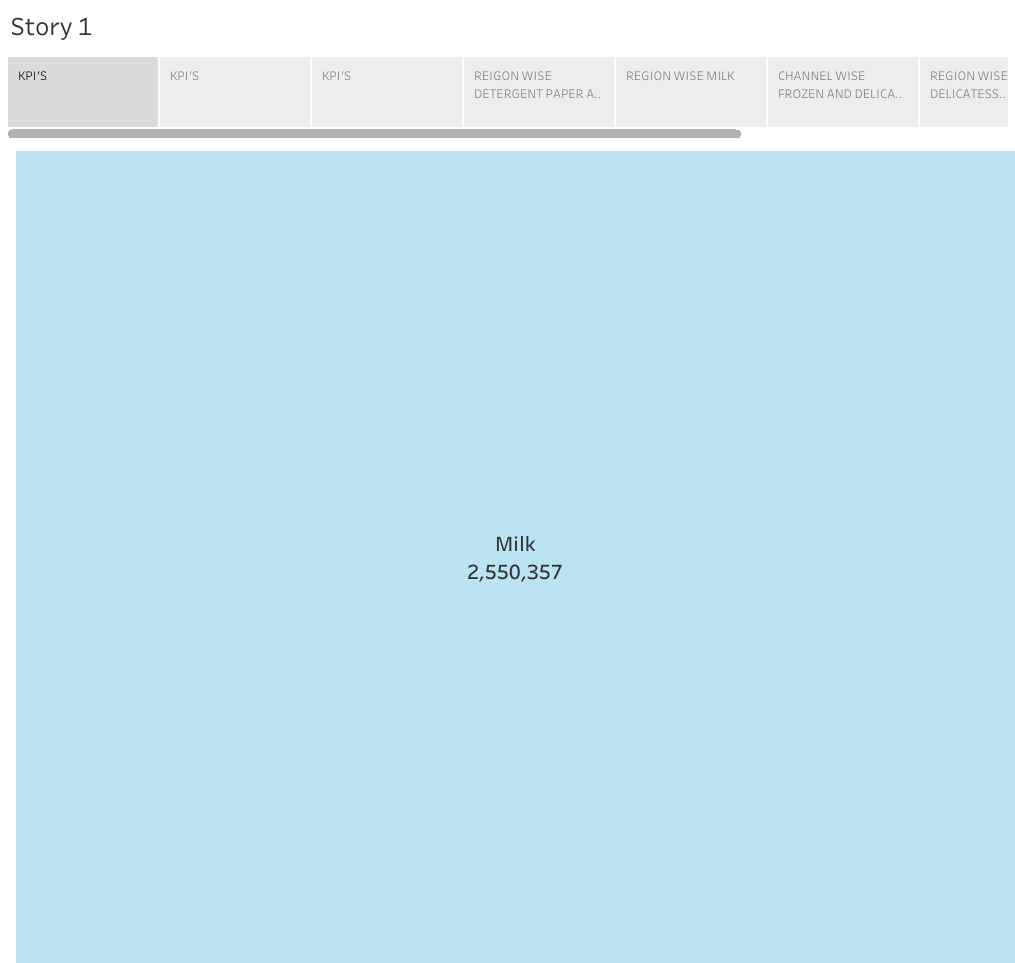 Story 1
KPI'S
KPI'S
KPI'S
REIGON WISE
DETERGENT PAPER A..
REGION WISE MILK
CHANNEL WISE
FROZEN AND DELICA..
REGION WISE
DELICATESS..
Milk
2,550,357